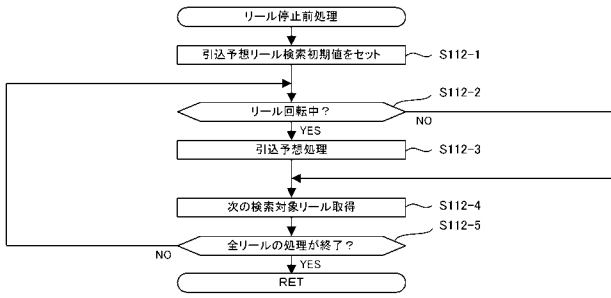 リール停止前処理
引込予想リール検索初期値をセット
S112-1
リール回転中？
S112-2
NO
YES
引込予想処理
S112-3
次の検索対象リール取得
S112-4
全リールの処理が終了？
S112-5
NO
YES
RET